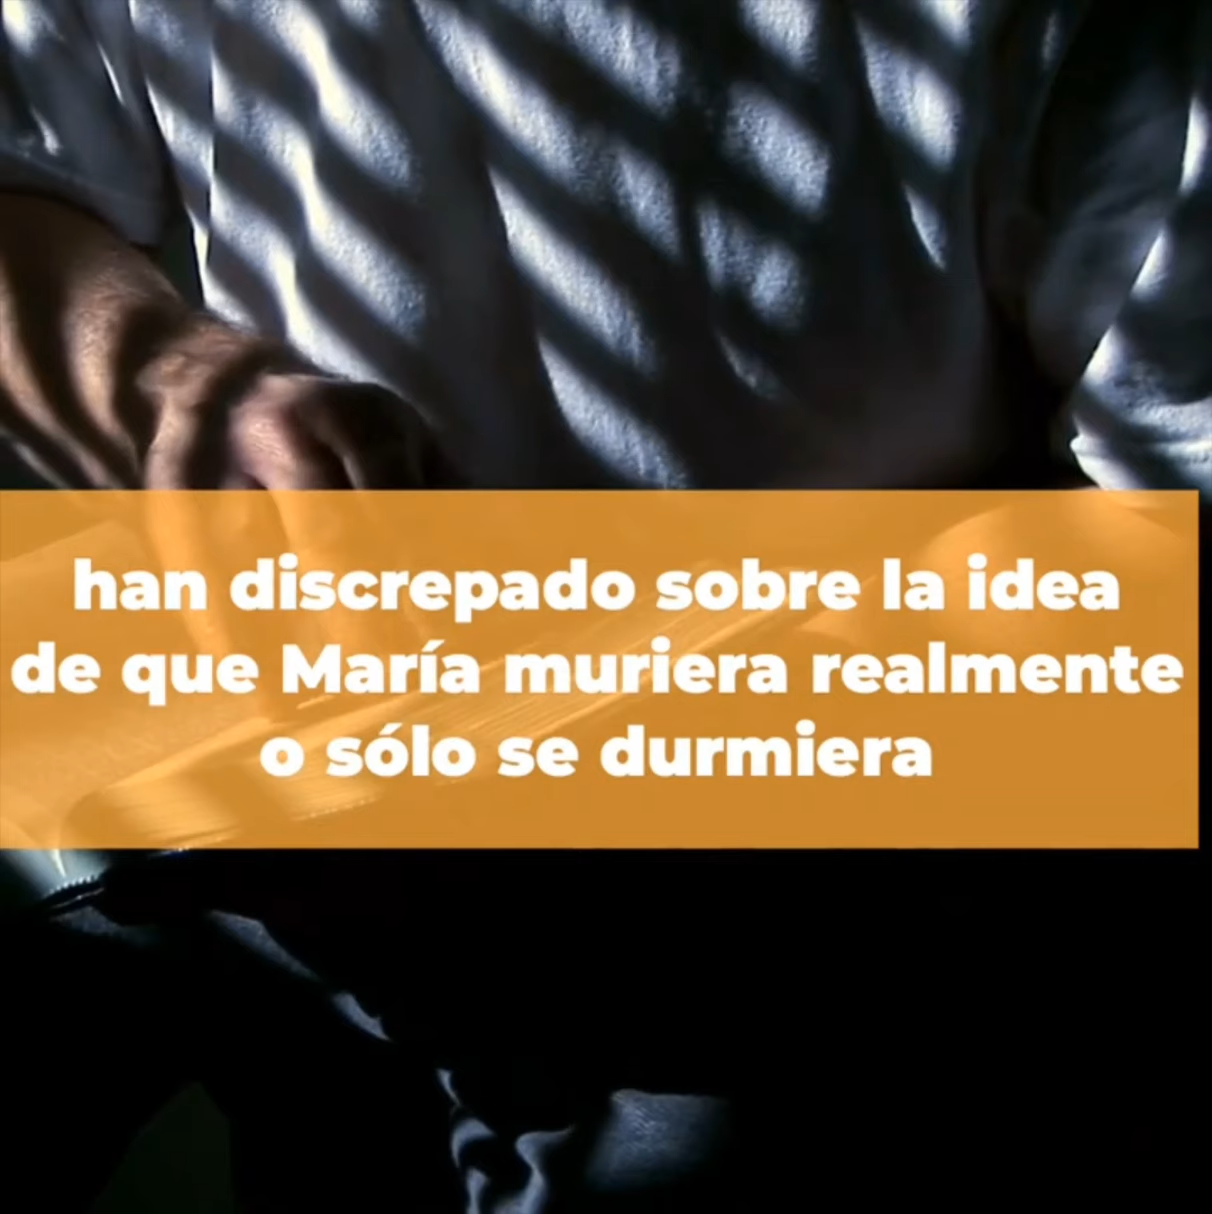 han discrepado sobre la idea
de que María muriera realmente
o sólo se durmiera